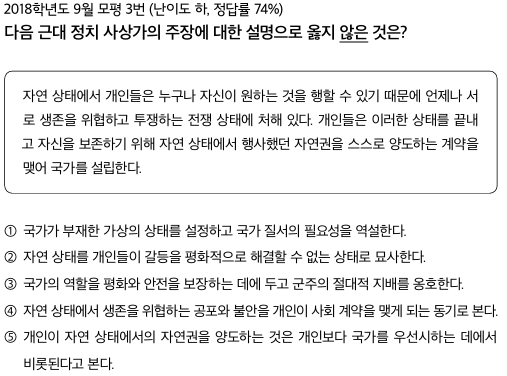 2018학년도 9월 모평 3번 (난이도 하, 정답률 74%)
다음 근대 정치 사상가의 주장에 대한 설명으로 옳지 않은 것은?
자연 상태에서 개인들은 누구나 자신이 원하는 것을 행할 수 있기 때문에 언제나 서
로 생존을 위협하고 투쟁하는 전쟁 상태에 처해 있다. 개인들은 이러한 상태를 끝내
고 자신을 보존하기 위해 자연 상태에서 행사했던 자연권을 스스로 양도하는 계약을
맺어 국가를 설립한다.
① 국가가 부재한 가상의 상태를 설정하고 국가 질서의 필요성을 역설한다.
② 자연 상태를 개인들이 갈등을 평화적으로 해결할 수 없는 상태로 묘사한다.
③ 국가의 역할을 평화와 안전을 보장하는 데에 두고 군주의 절대적 지배를 옹호한다.
④ 자연 상태에서 생존을 위협하는 공포와 불안을 개인이 사회 계약을 맺게 되는 동기로 본다.
⑤ 개인이 자연 상태에서의 자연권을 양도하는 것은 개인보다 국가를 우선시하는 데에서
비롯된다고 본다.